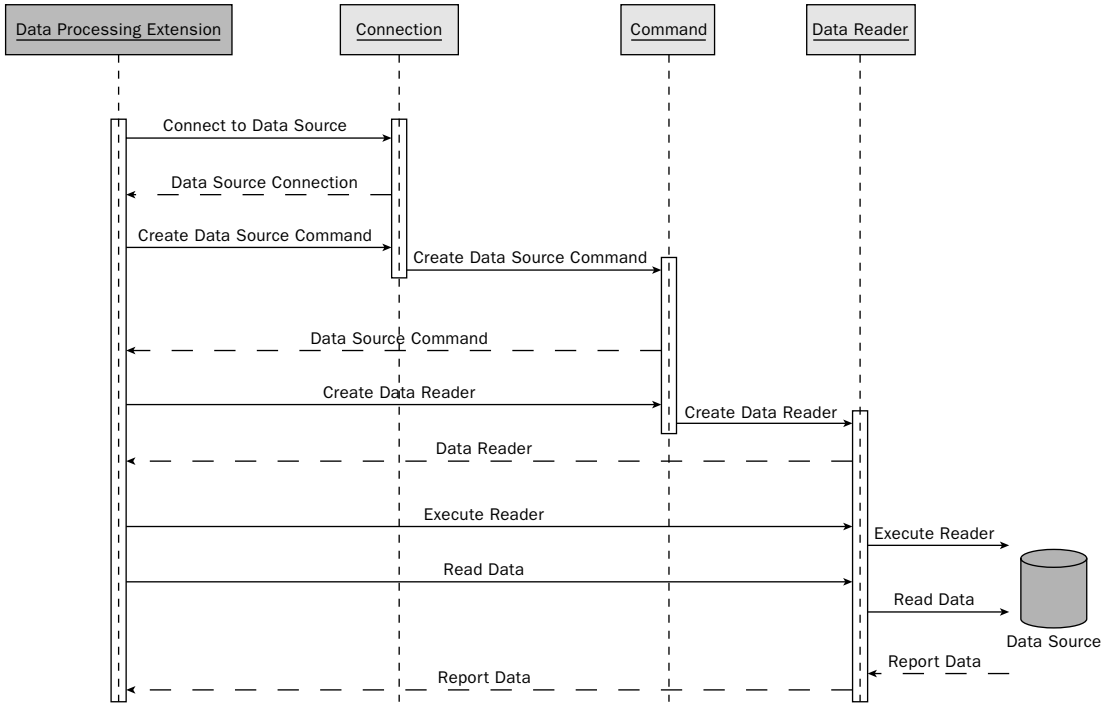 Data Processing Extension
Connection
Command
Data Reader
Connect to Data Source
Data Source Connection
Create Data Source Command
Create Data Source Command
Data Source Command
Create Data Reader
Create Data Reader
Data Reader
Execute Reader
Execute Reader
Read Data
Read Data
Data Source
Report Data
Report Data